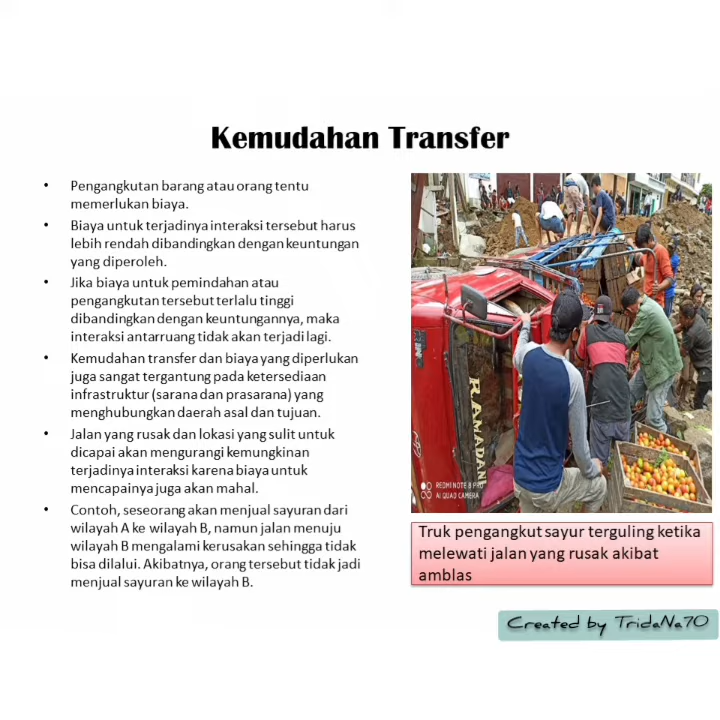 Kemudahan Transfer
• Pengangkutan barang atau orang tentu
memerlukan biaya.
• Biaya untuk terjadinya interaksi tersebut harus
lebih rendah dibandingkan dengan keuntungan
yang diperoleh.
• Jika biaya untuk pemindahan atau
pengangkutan tersebut terlalu tinggi
dibandingkan dengan keuntungannya, maka
interaksi antarruang tidak akan terjadi lagi.
• Kemudahan transfer dan biaya yang diperlukan
juga sangat tergantung pada ketersediaan
infrastruktur (sarana dan prasarana) yang
menghubungkan daerah asal dan tujuan.
• Jalan yang rusak dan lokasi yang sulit untuk
dicapai akan mengurangi kemungkinan
terjadinya interaksi karena biaya untuk
mencapainya juga akan mahal.
• Contoh, seseorang akan menjual sayuran dari
wilayah A ke wilayah B, namun jalan menuju
wilayah B mengalami kerusakan sehingga tidak
bisa dilalui. Akibatnya, orang tersebut tidak jadi
menjual sayuran ke wilayah B.
RAMADANI
REDMI NOTE 8 PRO
AI QUAD CAMERA
Truk pengangkut sayur terguling ketika
melewati jalan yang rusak akibat
amblas
Created by TridaNa70